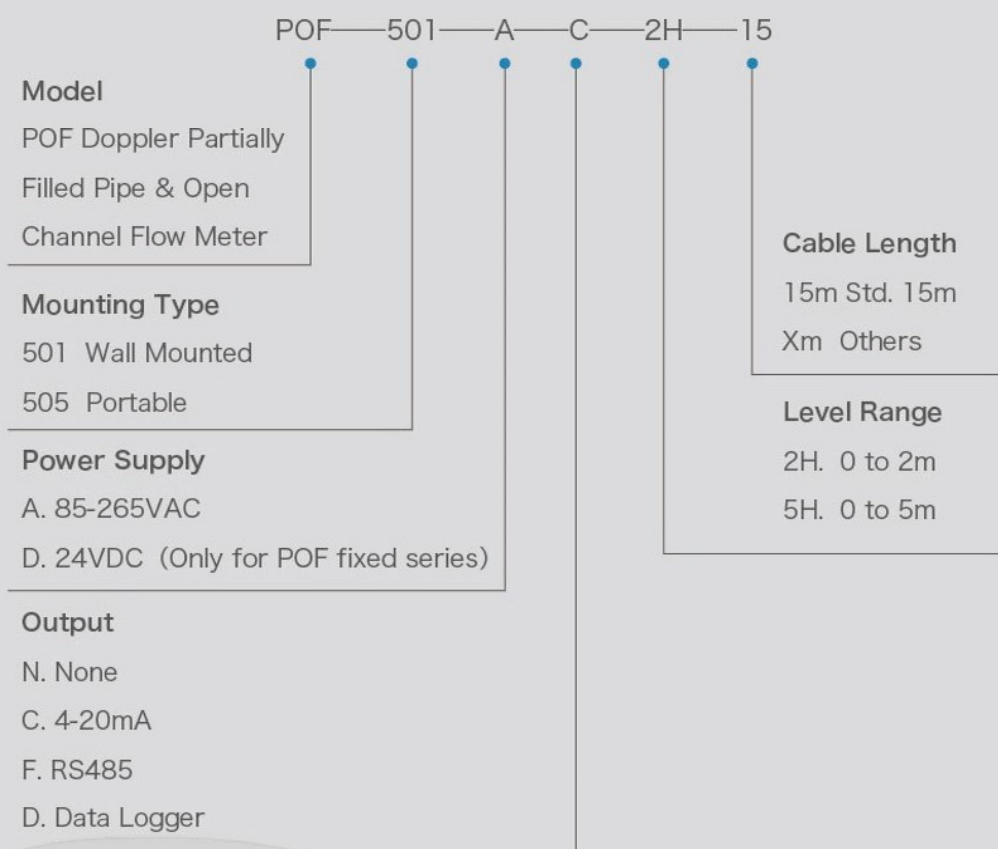 POF—501—A—C—2H—15
Model
POF Doppler Partially
Filled Pipe & Open
Channel Flow Meter
Mounting Type
501 Wall Mounted
505 Portable
Power Supply
A. 85-265VAC
D. 24VDC (Only for POF fixed series)
Output
N. None
C. 4-20mA
F. RS485
D. Data Logger
Cable Length
15m Std. 15m
Xm Others
Level Range
2H. 0 to 2m
5H. 0 to 5m